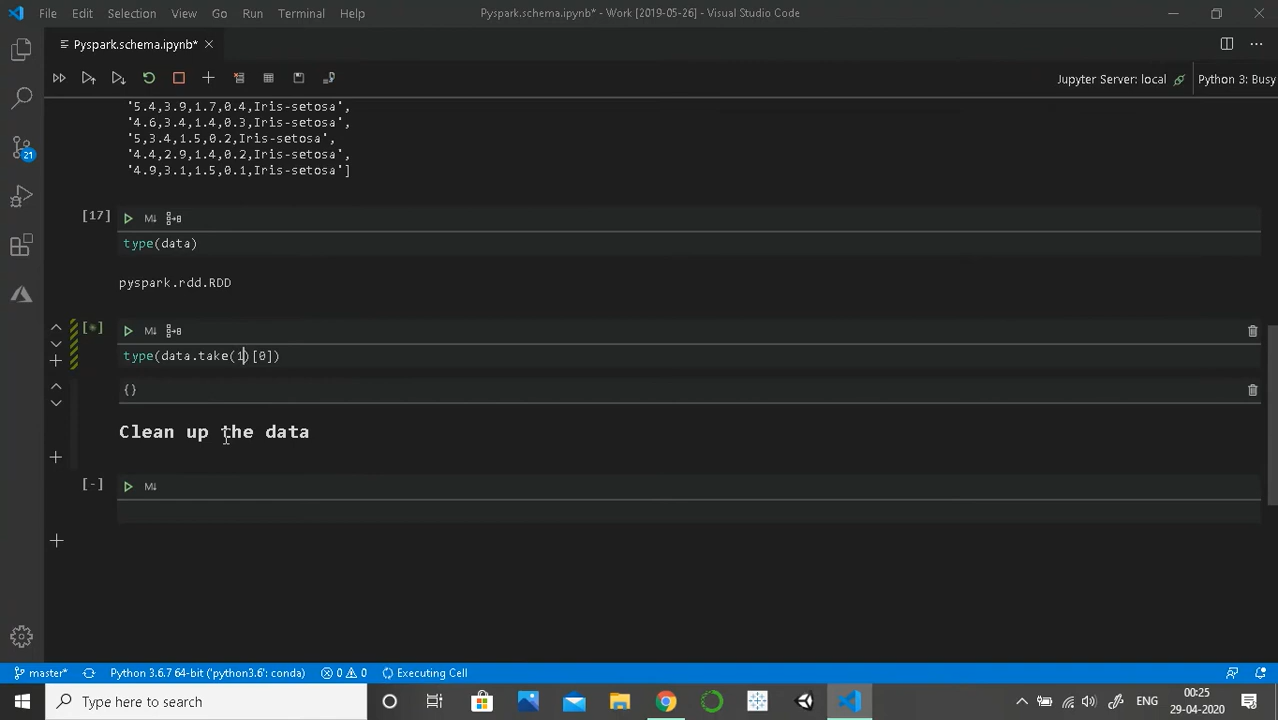 File Edit Selection View Go Run Terminal Help Pyspark.schema.ipynb* - Work [2019-05-26] - Visual Studio Code
Pyspark.schema.ipynb*
Jupyter Server: local Python 3: Busy
'5.4,3.9,1.7,0.4,Iris-setosa',
'4.6,3.4,1.4,0.3,Iris-setosa',
'5,3.4,1.5,0.2,Iris-setosa',
'4.4,2.9,1.4,0.2,Iris-setosa',
'4.9,3.1,1.5,0.1,Iris-setosa']
21
[17] M↓
type(data)
pyspark.rdd.RDD
[*] M↓
type(data.take(1)[0])
{}
Clean up the data
[-] M↓
master* Python 3.6.7 64-bit ('python3.6': conda) 0 0 Executing Cell
Type here to search
ENG
00:25
29-04-2020